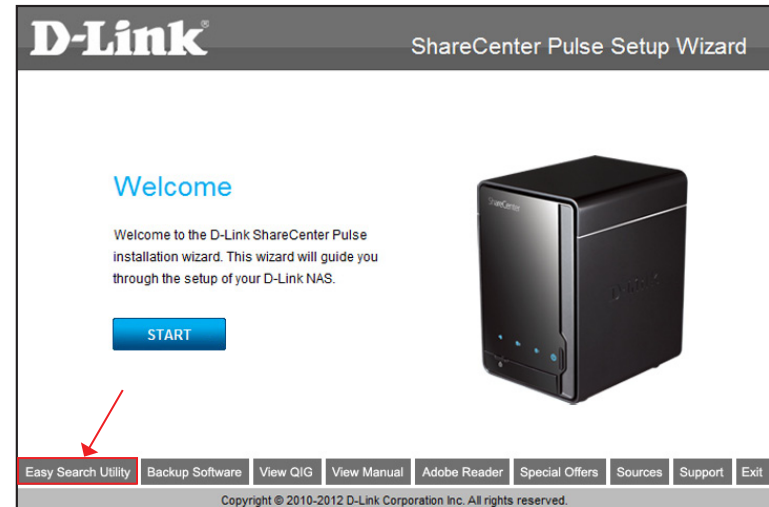 D-Link®
ShareCenter Pulse Setup Wizard
Welcome
Welcome to the D-Link ShareCenter Pulse
installation wizard. This wizard will guide you
through the setup of your D-Link NAS.
START
ShareCenter
D-Link
Easy Search Utility Backup Software View QIG View Manual Adobe Reader Special Offers Sources Support Exit
Copyright © 2010-2012 D-Link Corporation Inc. All rights reserved.